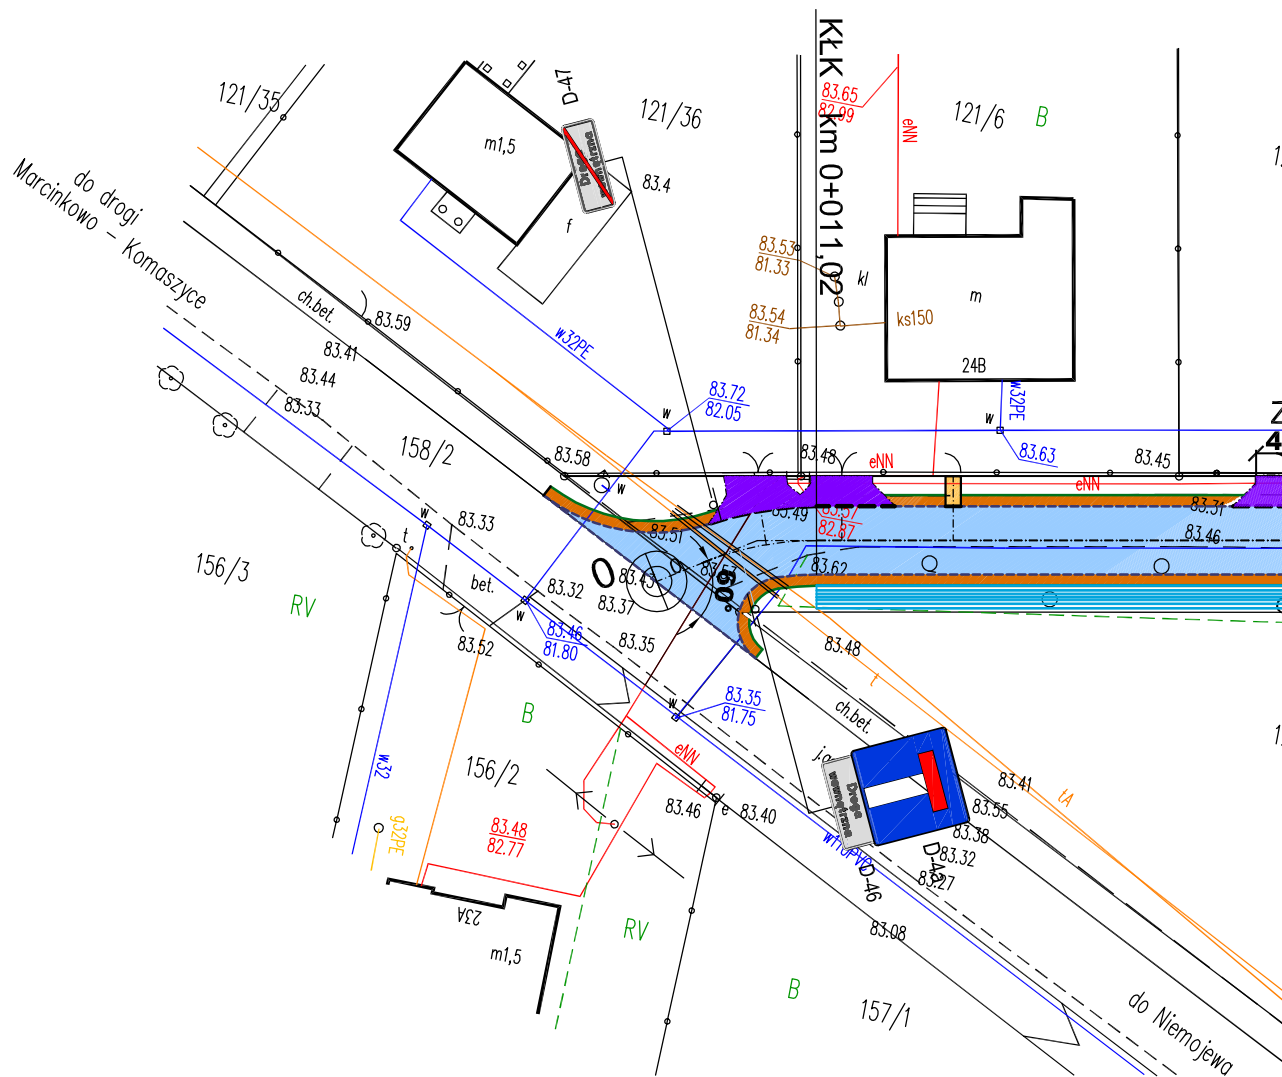 KŁK km 0+011,02
121/35
D-47
121/36
83.65
82.99
eNN
121/6
B
m1,5
Droga
wewnętrzna
83.4
f
do drogi
Marcinkowo - Komaszyce
83.53
81.33
kl
83.54
81.34
ks150
m
24B
ch.bet.
83.59
83.41
83.44
83.33
w32PE
w32PE
83.72
82.05
w
w
83.63
158/2
83.58
83.48
eNN
83.45
eNN
w
w
t
83.33
83.49
83.57
82.87
83.31
83.46
83.51
83.62
156/3
RV
bet.
83.32
0
83.43
83.37
60°
w
83.46
81.80
83.35
83.52
83.48
t
w
83.35
81.75
ch.bet.
B
eNN
w32
156/2
83.46
e
83.40
83.41
tA
83.55
83.38
83.32
83.27
Droga
wewnętrzna
w110PVC
D-46
g32PE
83.48
82.77
23A
m1,5
RV
83.08
B
157/1
do Niemojewa